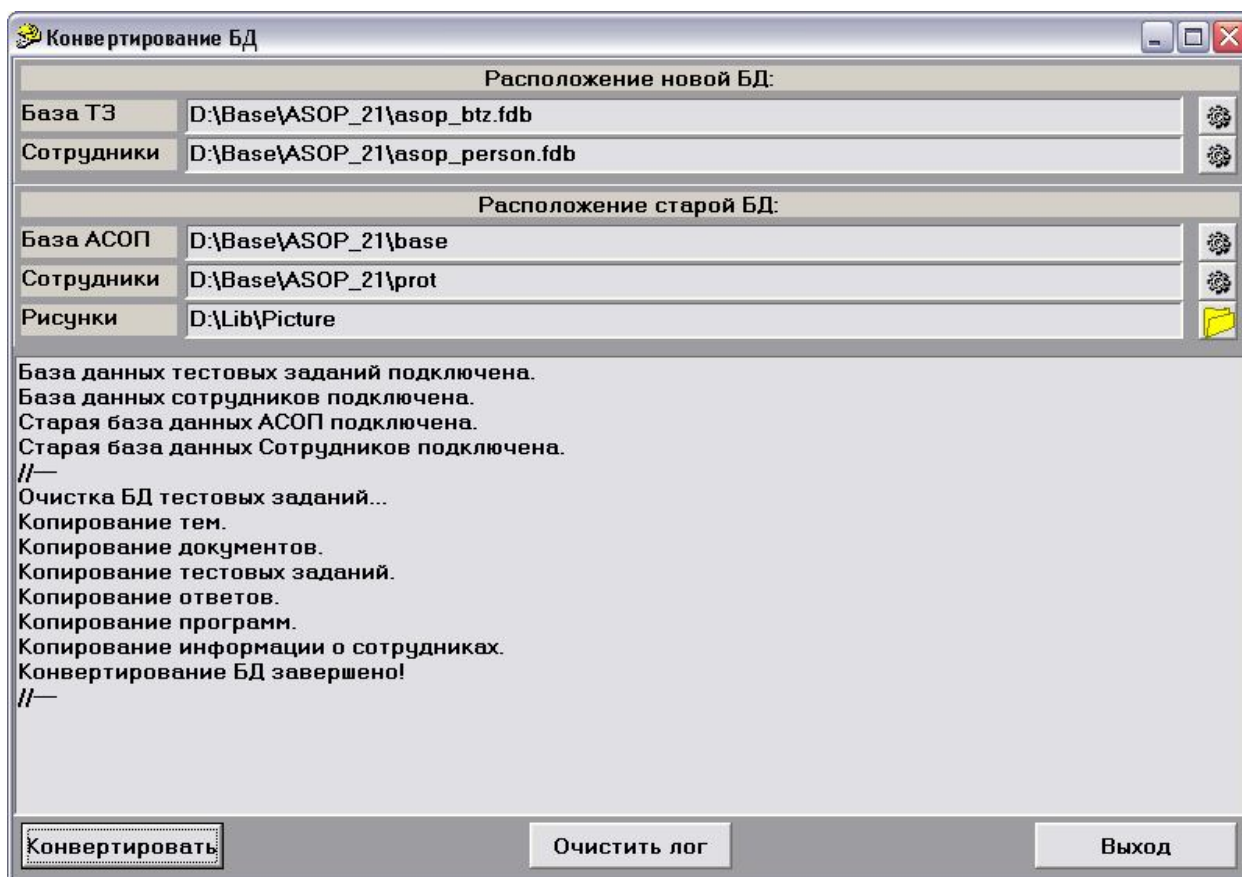 Конвертирование БД
Расположение новой БД:
База ТЗ D:\Base\ASOP_21\asop_btz.fdb
Сотрудники D:\Base\ASOP_21\asop_person.fdb
Расположение старой БД:
База АСОП D:\Base\ASOP_21\base
Сотрудники D:\Base\ASOP_21\prot
Рисунки D:\Lib\Picture
База данных тестовых заданий подключена.
База данных сотрудников подключена.
Старая база данных АСОП подключена.
Старая база данных Сотрудников подключена.
//—
Очистка БД тестовых заданий...
Копирование тем.
Копирование документов.
Копирование тестовых заданий.
Копирование ответов.
Копирование программ.
Копирование информации о сотрудниках.
Конвертирование БД завершено!
//—
Конвертировать Очистить лог Выход